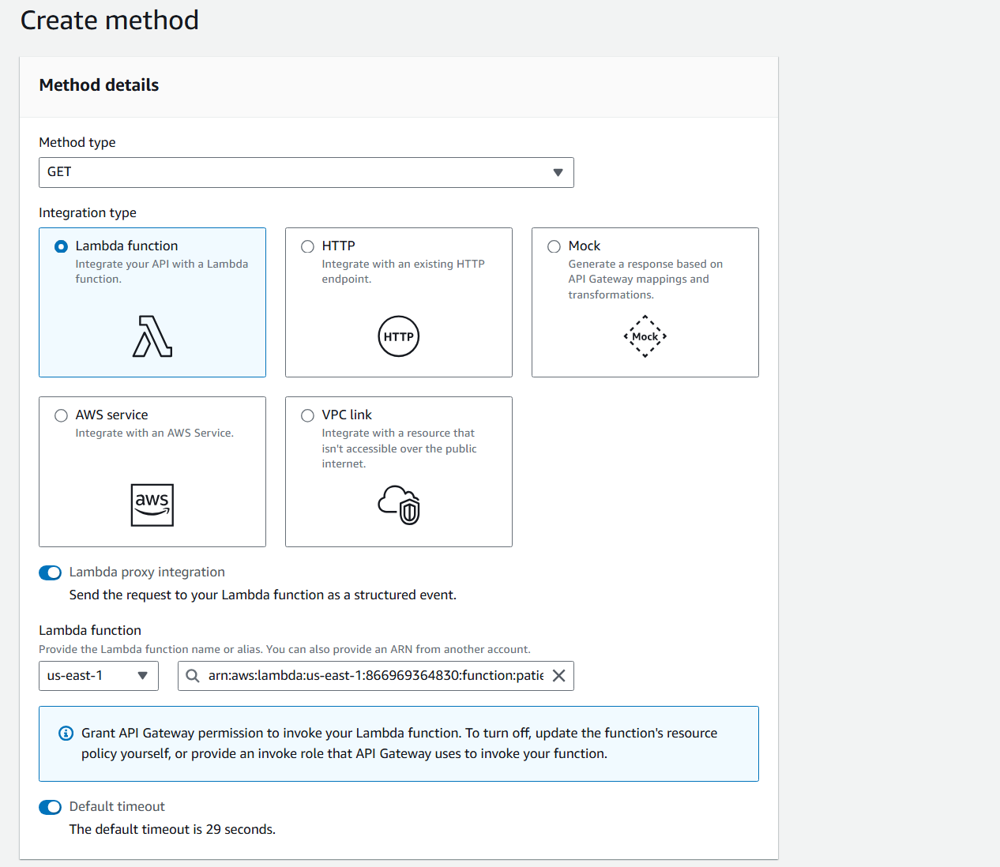 Create method
Method details
Method type
GET
Integration type
Lambda function
Integrate your API with a Lambda
function.
HTTP
Integrate with an existing HTTP
endpoint.
HTTP
Mock
Generate a response based on
API Gateway mappings and
transformations.
Mock
AWS service
Integrate with an AWS Service.
aws
VPC link
Integrate with a resource that
isn't accessible over the public
internet.
Lambda proxy integration
Send the request to your Lambda function as a structured event.
Lambda function
Provide the Lambda function name or alias. You can also provide an ARN from another account.
us-east-1
arn:aws:lambda:us-east-1:866969364830:function:patie
Grant API Gateway permission to invoke your Lambda function. To turn off, update the function's resource
policy yourself, or provide an invoke role that API Gateway uses to invoke your function.
Default timeout
The default timeout is 29 seconds.